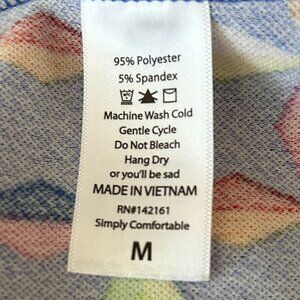 95% Polyester
5% Spandex
Machine Wash Cold
Gentle Cycle
Do Not Bleach
Hang Dry
or you'll be sad
MADE IN VIETNAM
RN#142161
Simply Comfortable
M